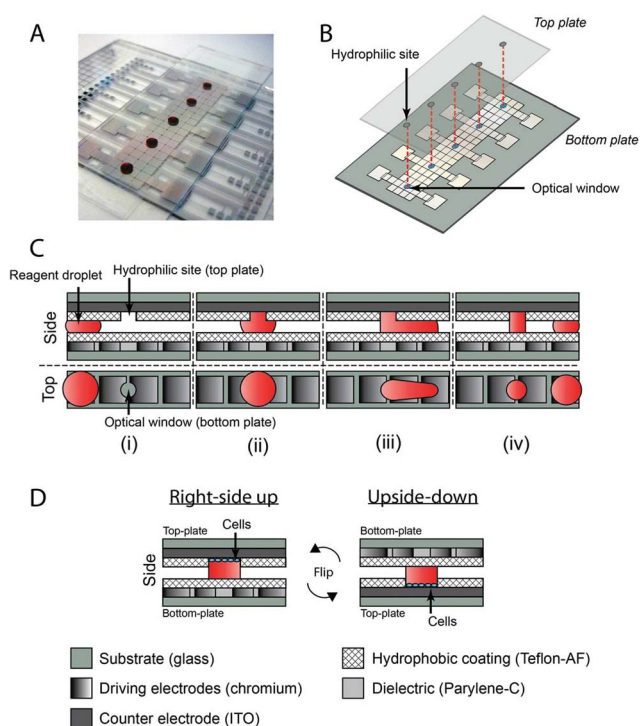 A
B
Top plate
Hydrophilic site
Bottom plate
Optical window
C
Reagent droplet
Hydrophilic site (top plate)
Side
Top
Optical window (bottom plate)
(i)
(ii)
(iii)
(iv)
D
Right-side up
Upside-down
Top-plate
Cells
Bottom-plate
Side
Flip
Bottom-plate
Top-plate
Cells
Substrate (glass)
Hydrophobic coating (Teflon-AF)
Driving electrodes (chromium)
Dielectric (Parylene-C)
Counter electrode (ITO)